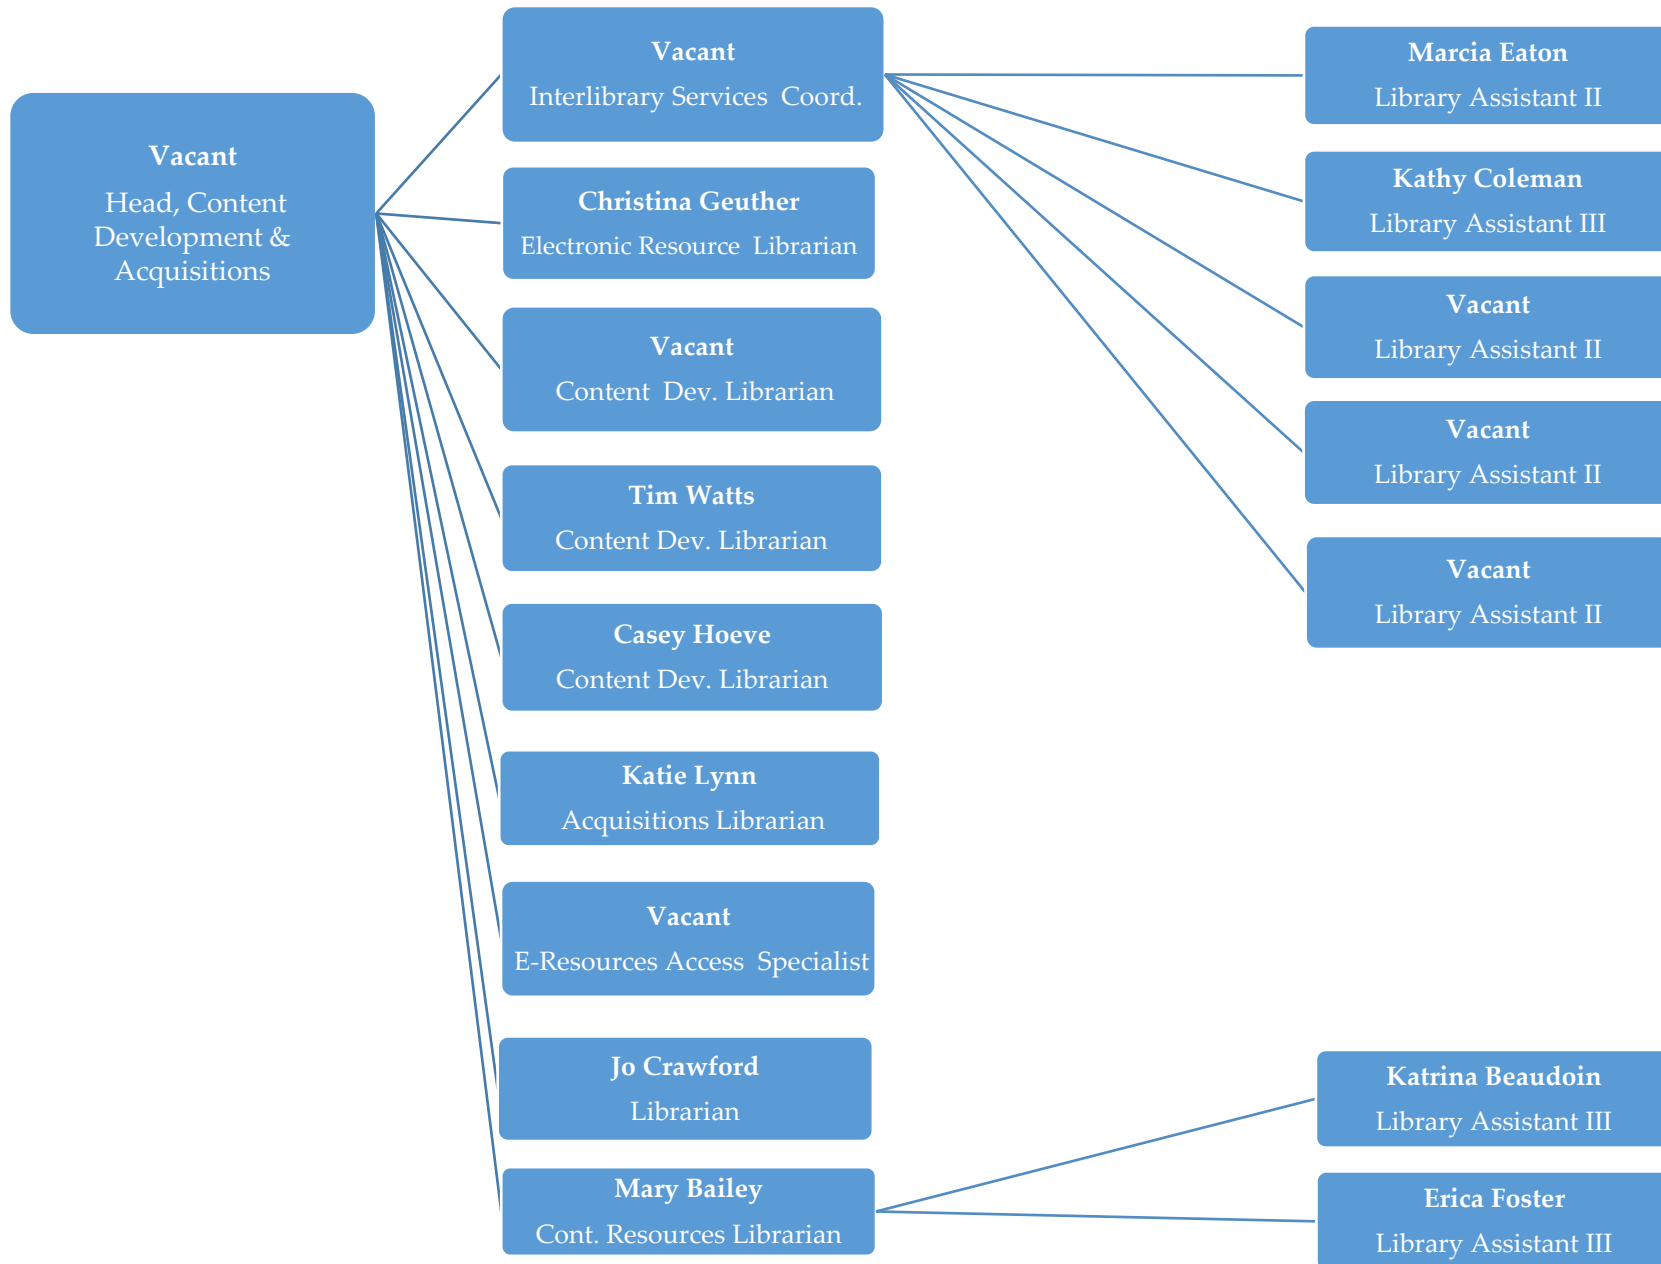 Vacant
Head, Content
Development &
Acquisitions
Vacant
Interlibrary Services Coord.
Christina Geuther
Electronic Resource Librarian
Vacant
Content Dev. Librarian
Tim Watts
Content Dev. Librarian
Casey Hoeve
Content Dev. Librarian
Katie Lynn
Acquisitions Librarian
Vacant
E-Resources Access Specialist
Jo Crawford
Librarian
Mary Bailey
Cont. Resources Librarian
Marcia Eaton
Library Assistant II
Kathy Coleman
Library Assistant III
Vacant
Library Assistant II
Vacant
Library Assistant II
Vacant
Library Assistant II
Katrina Beaudoin
Library Assistant III
Erica Foster
Library Assistant III